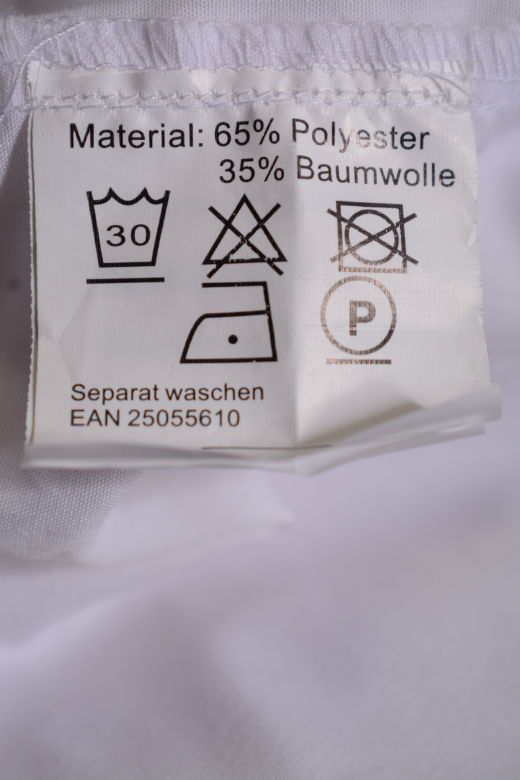 Material: 65% Polyester
35% Baumwolle
30
P
Separat waschen
EAN 25055610